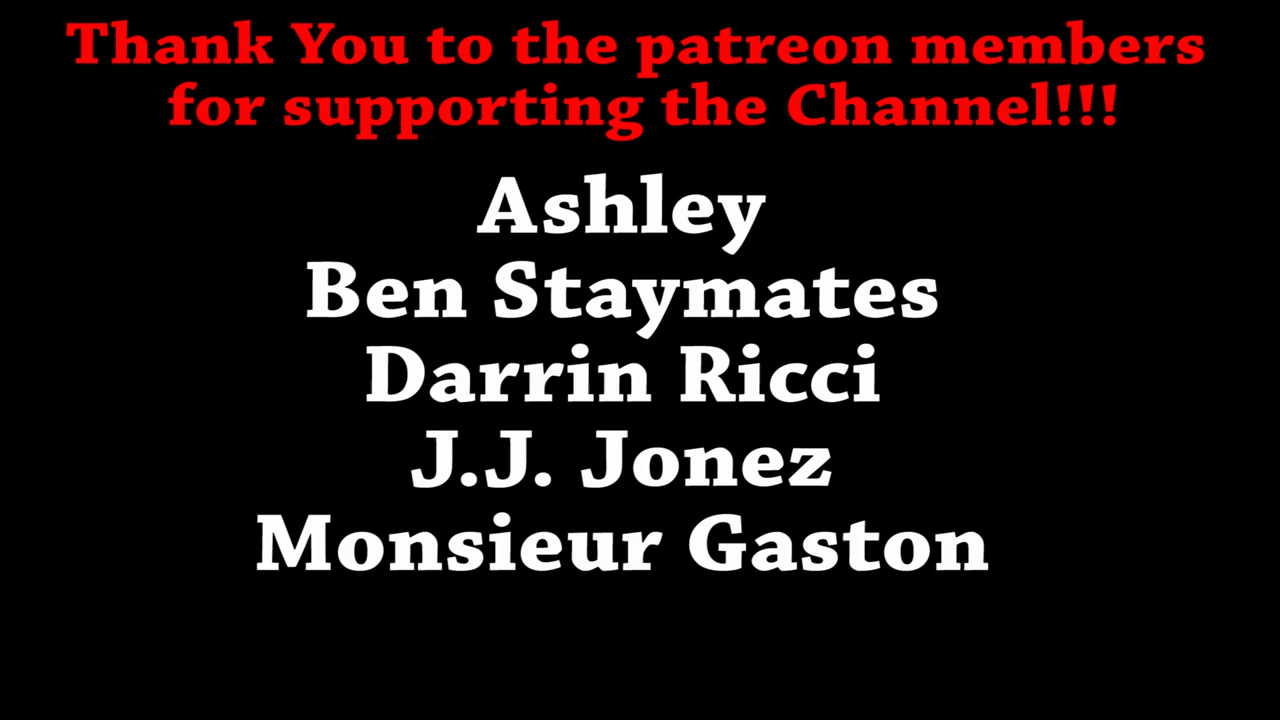 Thank You to the patreon members
for supporting the Channel!!!
Ashley
Ben Staymates
Darrin Ricci
J.J. Jonez
Monsieur Gaston